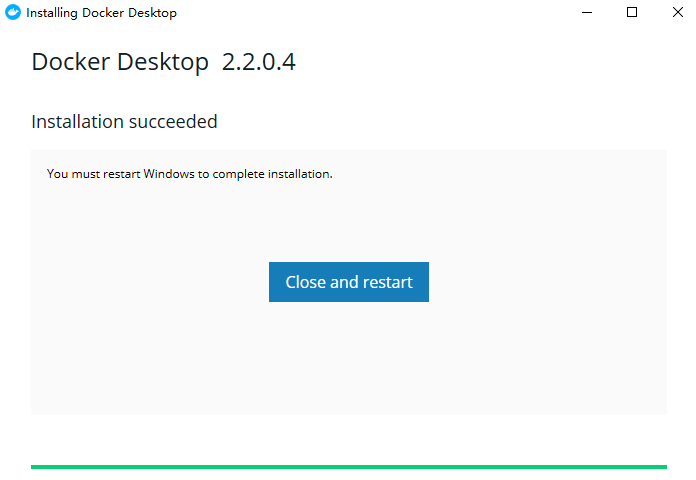 Installing Docker Desktop
Docker Desktop 2.2.0.4
Installation succeeded
You must restart Windows to complete installation.
Close and restart